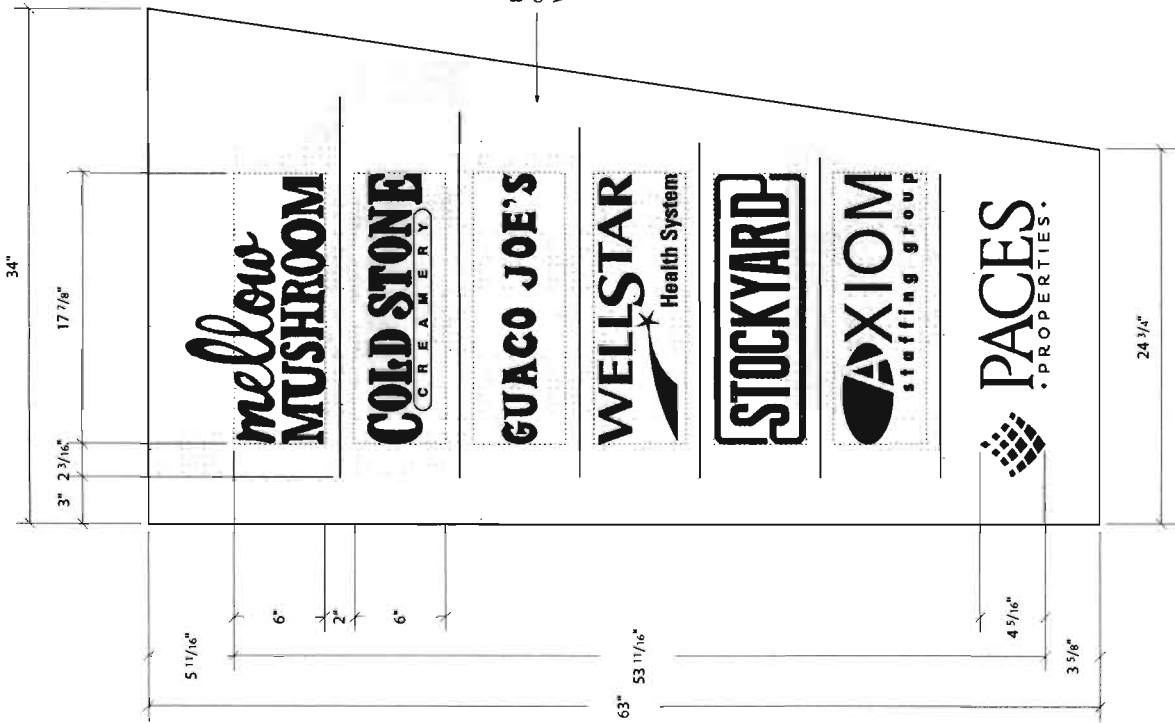 34"
17 7/8"
3" 2 3/16"
mellow
MUSHROOM
COLD STONE
CREAMERY
GUACO JOE'S
WELLSTAR
Health System
STOCKYARD
AXIOM
staffing group
PACES
·PROPERTIES·
5 11/16"
6"
2"
6"
53 11/16"
63"
4 5/16"
3 5/8"
24 3/4"